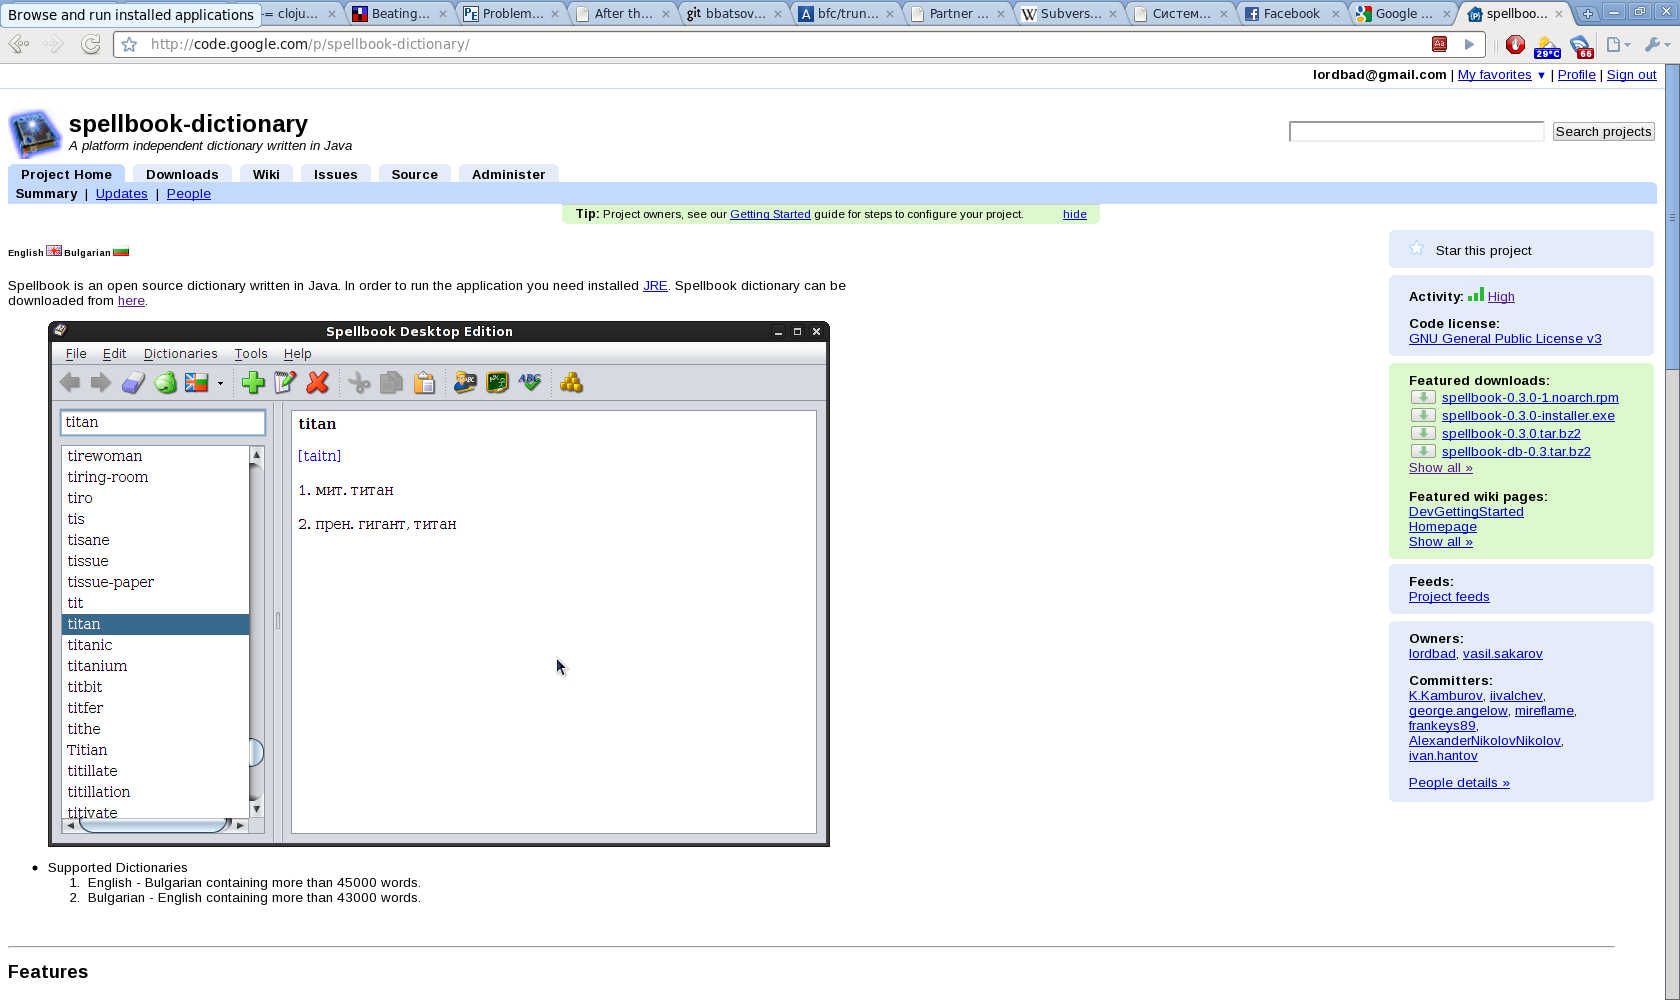 Browse and run installed applications
-= cloju...
Beating...
Problem...
After th...
git bbatsov...
bfc/trun...
Partner ...
Subvers...
Систем...
Facebook
Google ...
spellboo...
http://code.google.com/p/spellbook-dictionary/
29°C
66
lordbad@gmail.com | My favorites ▼ | Profile | Sign out
spellbook-dictionary
A platform independent dictionary written in Java
Search projects
Project Home Downloads Wiki Issues Source Administer
Summary | Updates | People
Tip: Project owners, see our Getting Started guide for steps to configure your project. hide
English Bulgarian
Spellbook is an open source dictionary written in Java. In order to run the application you need installed JRE. Spellbook dictionary can be
downloaded from here.
Spellbook Desktop Edition
File Edit Dictionaries Tools Help
titan
tirewoman
tiring-room
tiro
tis
tisane
tissue
tissue-paper
tit
titan
titanic
titanium
titbit
titfer
tithe
Titian
titillate
titillation
titivate
titan
[taitn]
1. мит. титан
2. прен. гигант, титан
• Supported Dictionaries
1. English - Bulgarian containing more than 45000 words.
2. Bulgarian - English containing more than 43000 words.
Features
Star this project
Activity: High
Code license:
GNU General Public License v3
Featured downloads:
spellbook-0.3.0-1.noarch.rpm
spellbook-0.3.0-installer.exe
spellbook-0.3.0.tar.bz2
spellbook-db-0.3.tar.bz2
Show all »
Featured wiki pages:
DevGettingStarted
Homepage
Show all »
Feeds:
Project feeds
Owners:
lordbad, vasil.sakarov
Committers:
K.Kamburov, iivalchev,
george.angelow, mireflame,
frankeys89,
AlexanderNikolovNikolov,
ivan.hantov
People details »